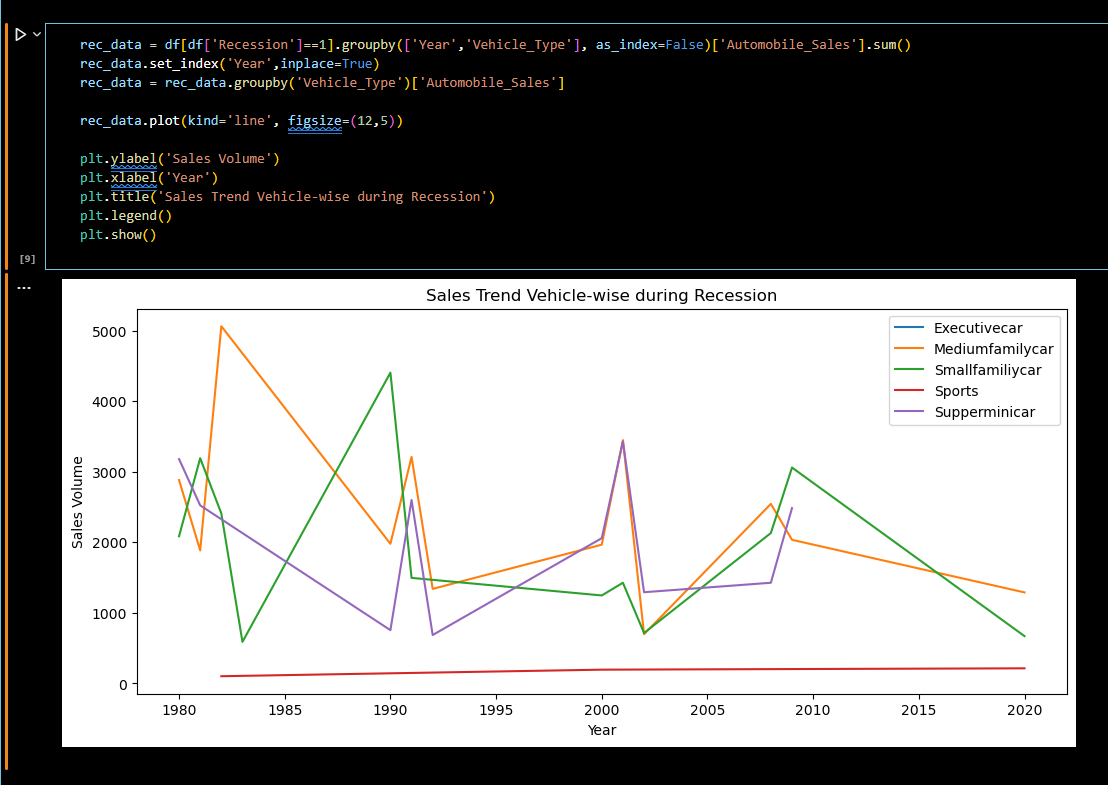 rec_data = df[df['Recession']==1].groupby(['Year','Vehicle_Type'], as_index=False)['Automobile_Sales'].sum()
rec_data.set_index('Year',inplace=True)
rec_data = rec_data.groupby('Vehicle_Type')['Automobile_Sales']
rec_data.plot(kind='line', figsize=(12,5))
plt.ylabel('Sales Volume')
plt.xlabel('Year')
plt.title('Sales Trend Vehicle-wise during Recession')
plt.legend()
plt.show()
[9]
...
Sales Trend Vehicle-wise during Recession
Executivecar
Mediumfamilycar
Smallfamiliycar
Sports
Supperminicar
5000
4000
3000
2000
1000
0
Sales Volume
1980 1985 1990 1995 2000 2005 2010 2015 2020
Year